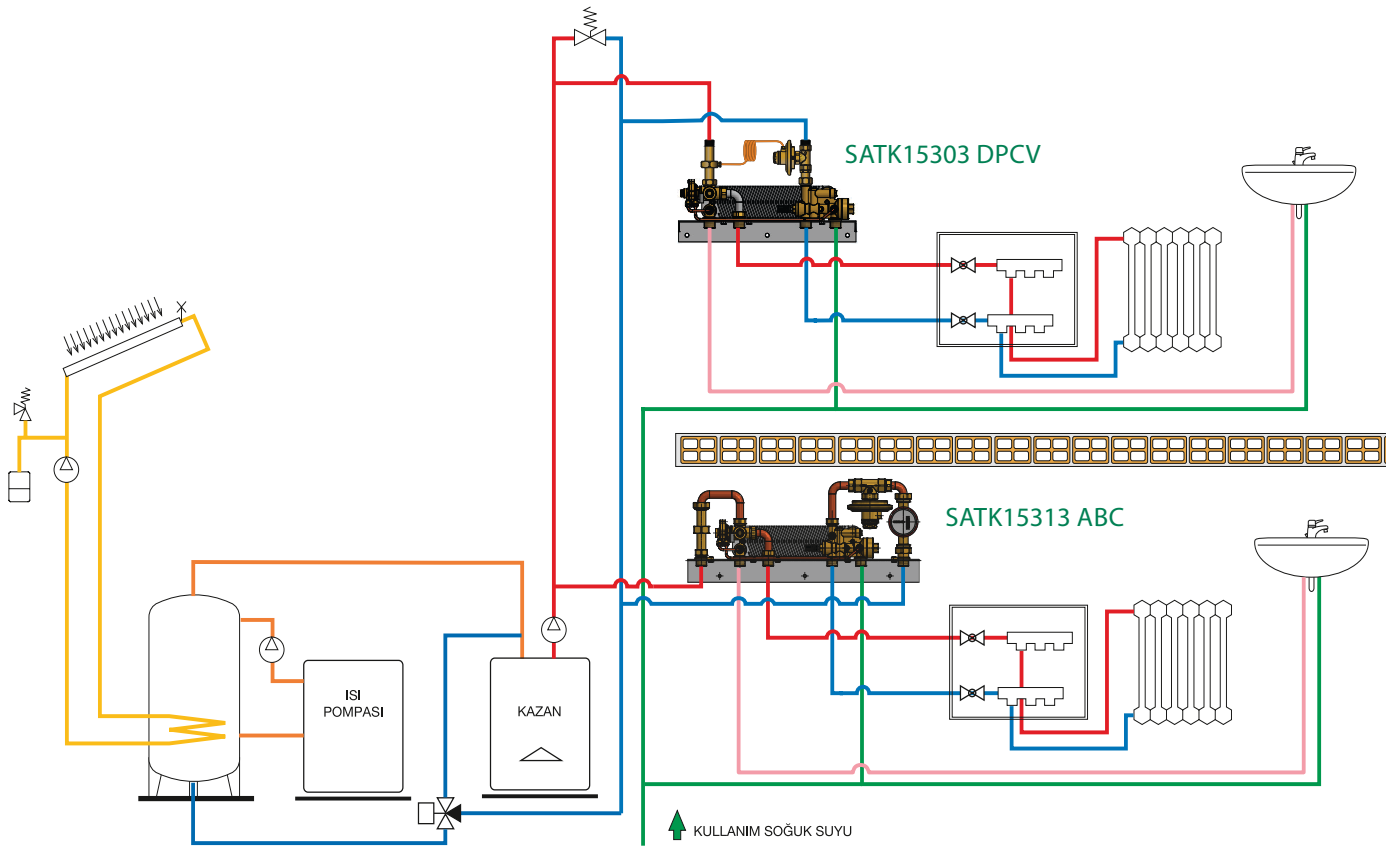 SATK15303 DPCV
SATK15313 ABC
ISI
POMPASI
KAZAN
KULLANIM SOĞUK SUYU